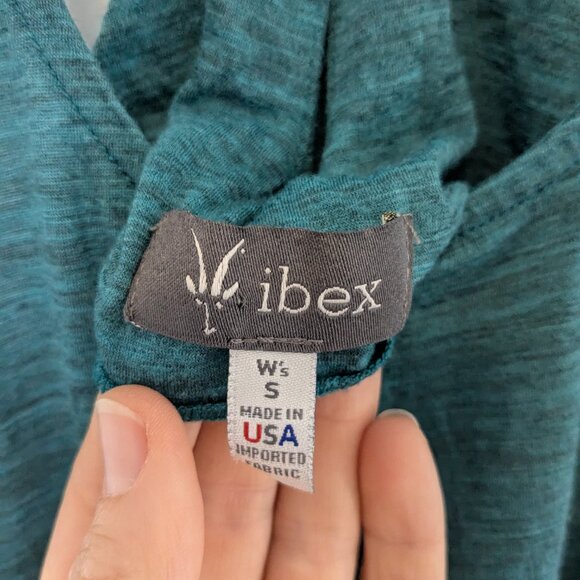 ibex
W's
S
MADE IN
USA
IMPORTED
FABRIC